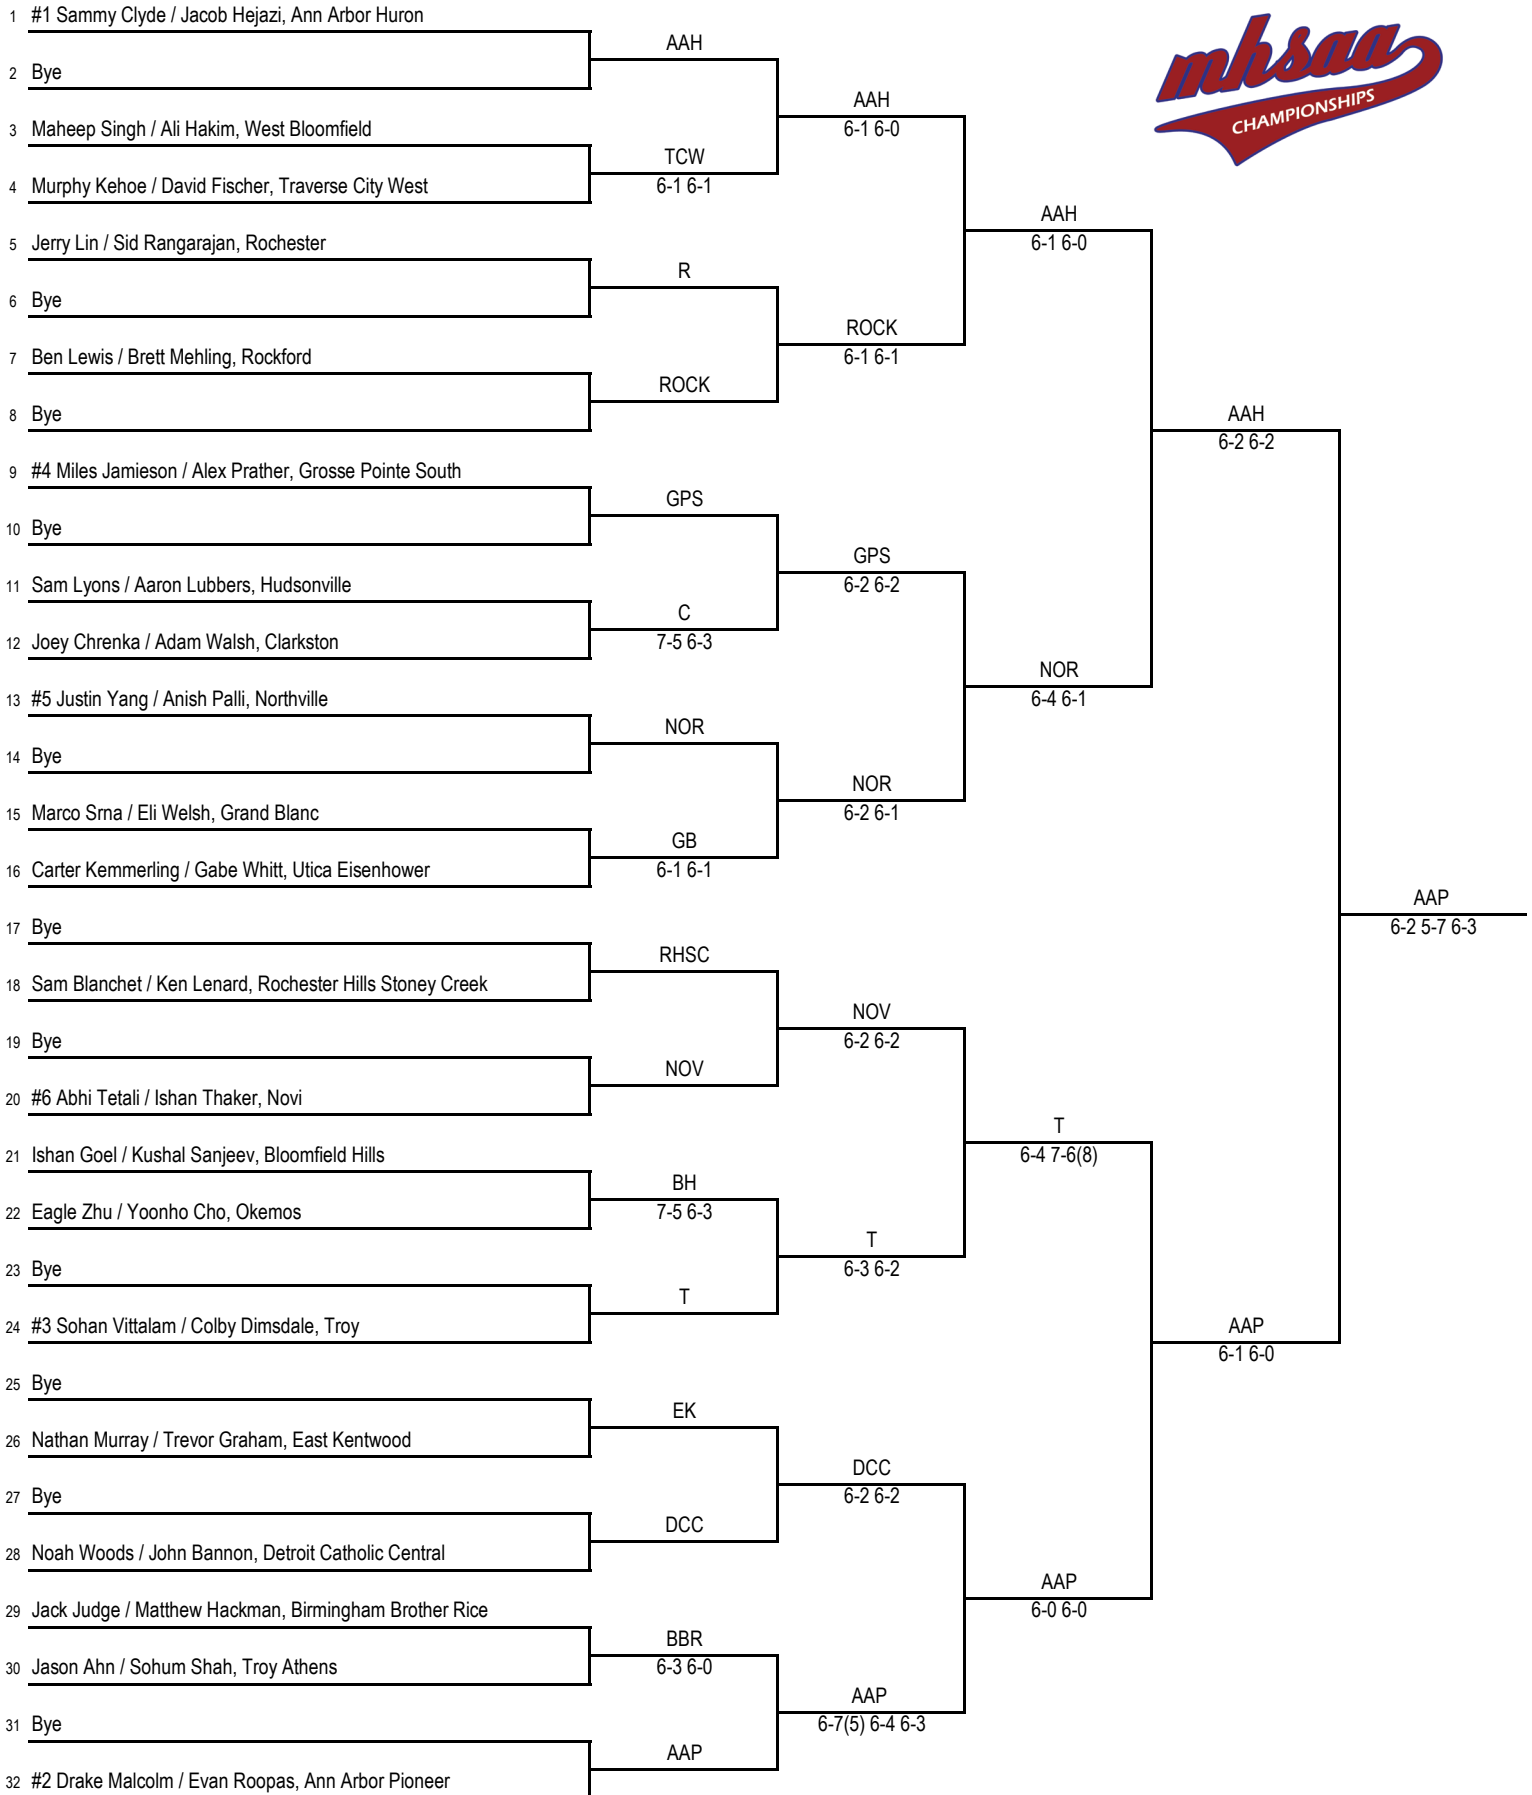 1 #1 Sammy Clyde / Jacob Hejazi, Ann Arbor Huron
2 Bye
3 Maheep Singh / Ali Hakim, West Bloomfield
4 Murphy Kehoe / David Fischer, Traverse City West
5 Jerry Lin / Sid Rangarajan, Rochester
6 Bye
7 Ben Lewis / Brett Mehling, Rockford
8 Bye
9 #4 Miles Jamieson / Alex Prather, Grosse Pointe South
10 Bye
11 Sam Lyons / Aaron Lubbers, Hudsonville
12 Joey Chrenka / Adam Walsh, Clarkston
13 #5 Justin Yang / Anish Palli, Northville
14 Bye
15 Marco Srna / Eli Welsh, Grand Blanc
16 Carter Kemmerling / Gabe Whitt, Utica Eisenhower
17 Bye
18 Sam Blanchet / Ken Lenard, Rochester Hills Stoney Creek
19 Bye
20 #6 Abhi Tetali / Ishan Thaker, Novi
21 Ishan Goel / Kushal Sanjeev, Bloomfield Hills
22 Eagle Zhu / Yoonho Cho, Okemos
23 Bye
24 #3 Sohan Vittalam / Colby Dimsdale, Troy
25 Bye
26 Nathan Murray / Trevor Graham, East Kentwood
27 Bye
28 Noah Woods / John Bannon, Detroit Catholic Central
29 Jack Judge / Matthew Hackman, Birmingham Brother Rice
30 Jason Ahn / Sohum Shah, Troy Athens
31 Bye
32 #2 Drake Malcolm / Evan Roopas, Ann Arbor Pioneer
AAH
TCW
6-1 6-1
R
ROCK
GPS
C
7-5 6-3
NOR
GB
6-1 6-1
RHSC
NOV
BH
7-5 6-3
T
EK
DCC
BBR
6-3 6-0
AAP
AAH
6-1 6-0
ROCK
6-1 6-1
GPS
6-2 6-2
NOR
6-2 6-1
NOV
6-2 6-2
T
6-3 6-2
DCC
6-2 6-2
AAP
6-7(5) 6-4 6-3
AAH
6-1 6-0
NOR
6-4 6-1
T
6-4 7-6(8)
AAP
6-0 6-0
AAH
6-2 6-2
AAP
6-1 6-0
AAP
6-2 5-7 6-3
mhsaa
CHAMPIONSHIPS